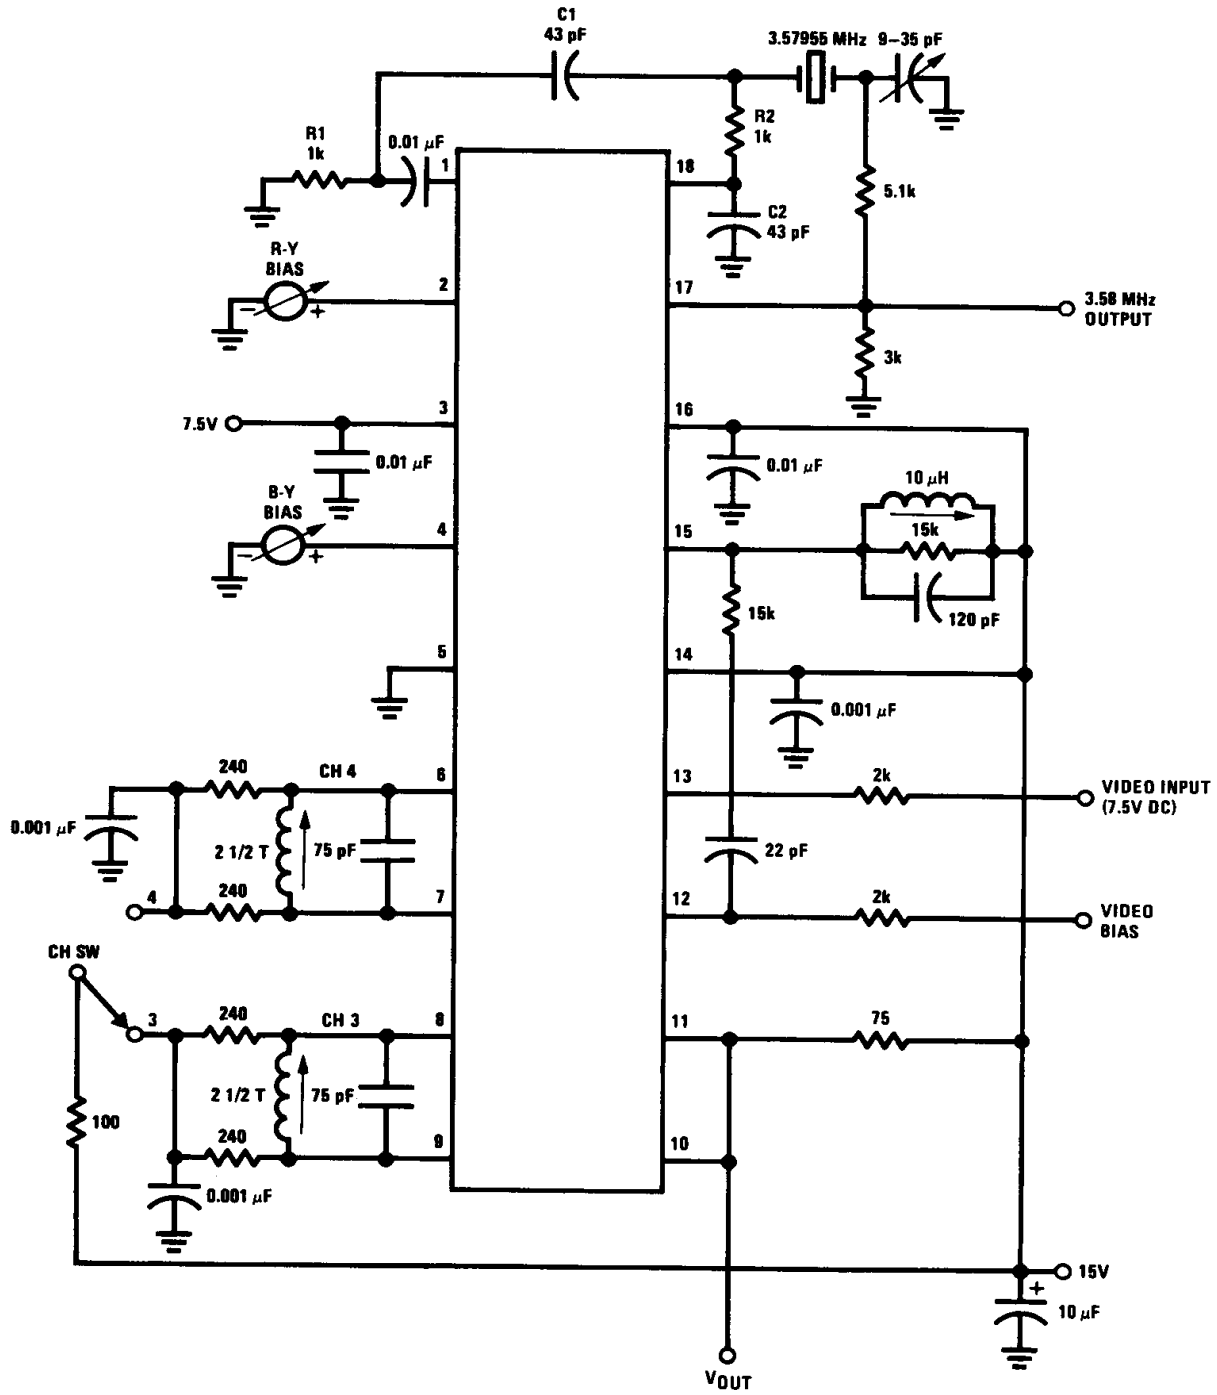 C1
43 pF
3.57955 MHz
9–35 pF
R1
1k
0.01 μF
1
18
R2
1k
5.1k
C2
43 pF
R-Y
BIAS
2
17
3.58 MHz
OUTPUT
– +
3k
7.5V
3
16
0.01 μF
0.01 μF
10 μH
B-Y
BIAS
4
15
15k
– +
15k
120 pF
5
14
0.001 μF
240
CH 4
6
13
2k
VIDEO INPUT
(7.5V DC)
0.001 μF
2 1/2 T
75 pF
22 pF
240
4
7
12
2k
VIDEO
BIAS
CH SW
3
240
CH 3
8
11
75
2 1/2 T
75 pF
100
240
9
10
0.001 μF
15V
+
10 μF
VOUT